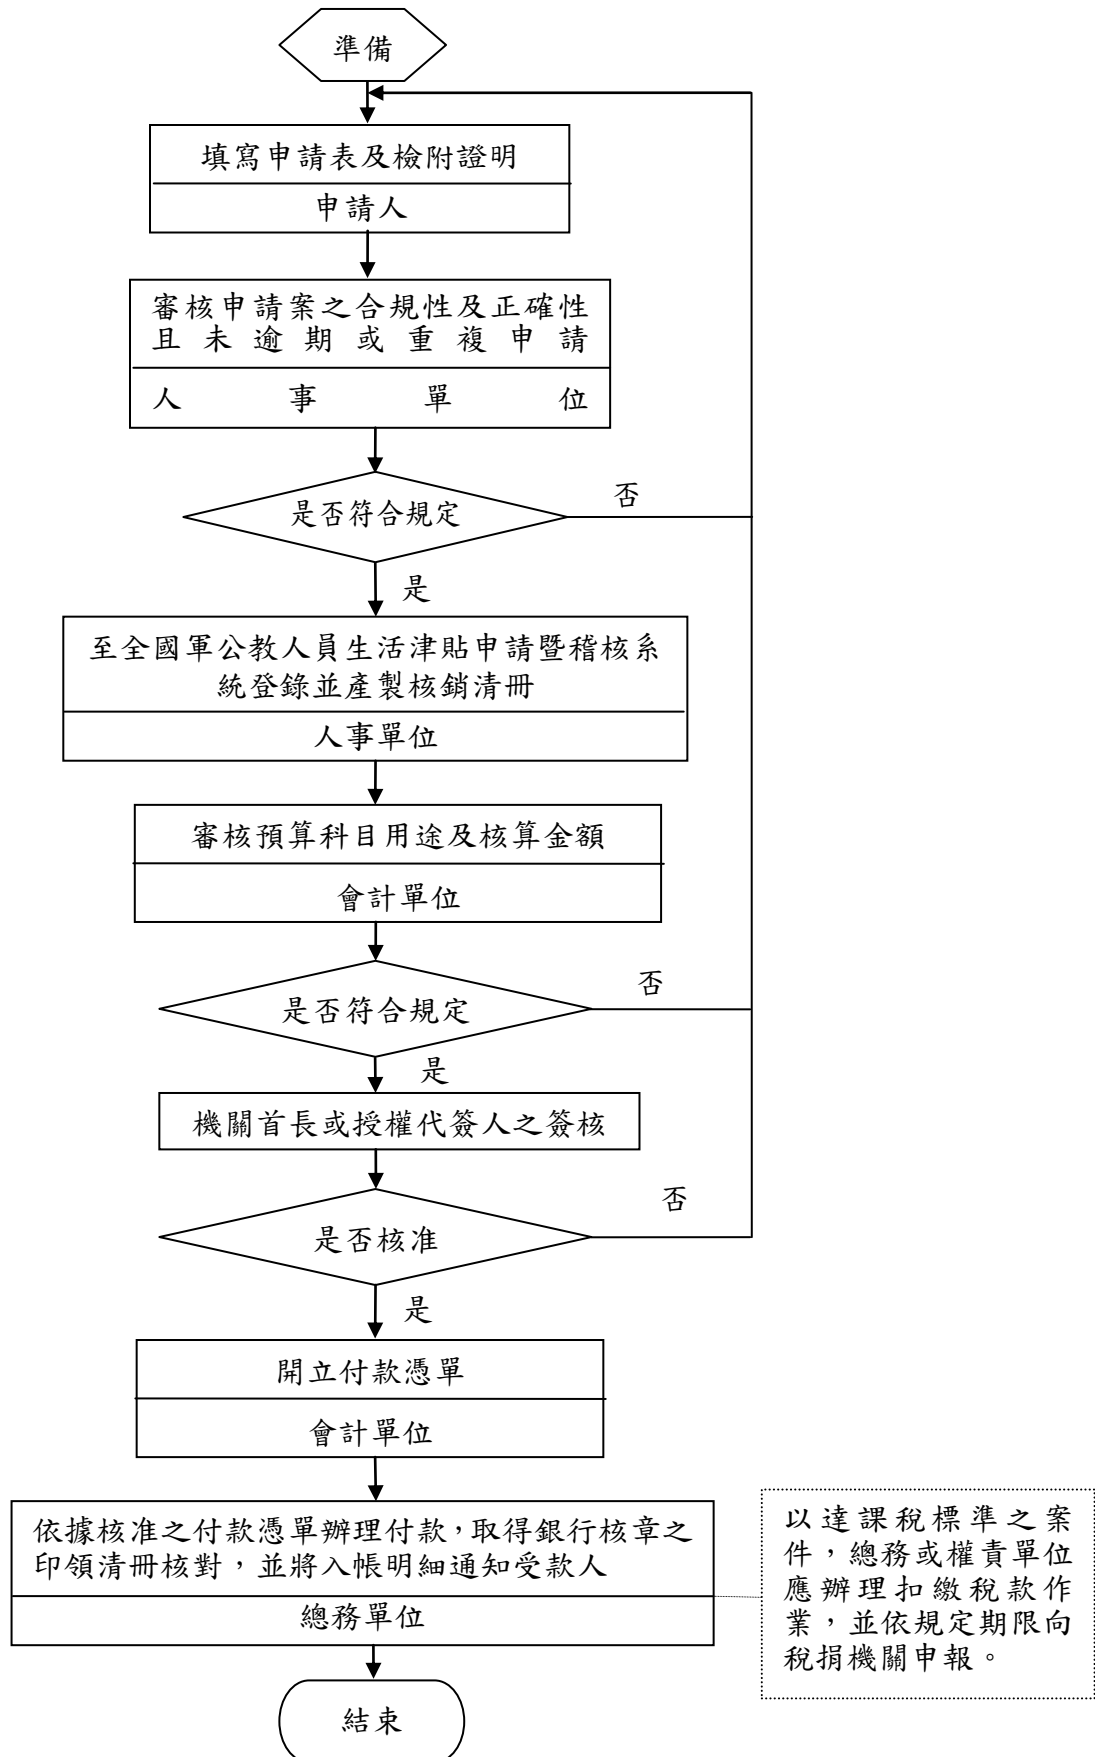 準備
填寫申請表及檢附證明
申請人
審核申請案之合規性及正確性
且未逾期或重複申請
人事單位
是否符合規定
否
是
至全國軍公教人員生活津貼申請暨稽核系
統登錄並產製核銷清冊
人事單位
審核預算科目用途及核算金額
會計單位
是否符合規定
否
是
機關首長或授權代簽人之簽核
是否核准
否
是
開立付款憑單
會計單位
依據核准之付款憑單辦理付款，取得銀行核章之
印領清冊核對，並將入帳明細通知受款人
總務單位
以達課稅標準之案
件，總務或權責單位
應辦理扣繳稅款作
業，並依規定期限向
稅捐機關申報。
結束